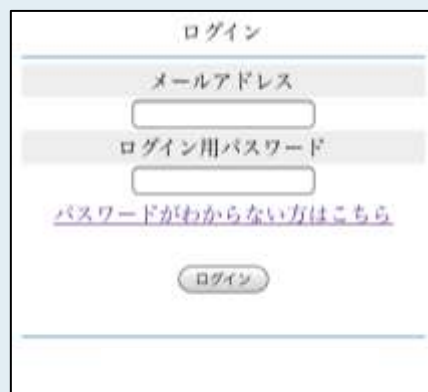 ログイン
メールアドレス
ログイン用パスワード
パスワードがわからない方はこちら
ログイン